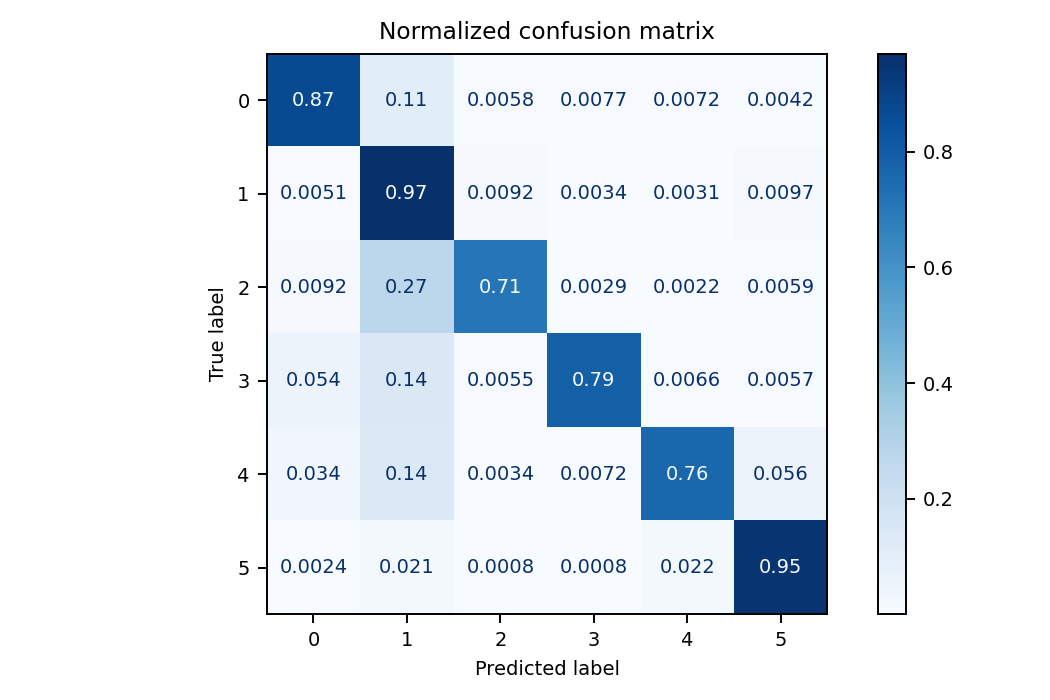 Normalized confusion matrix
0 0.87 0.11 0.0058 0.0077 0.0072 0.0042
1 0.0051 0.97 0.0092 0.0034 0.0031 0.0097
2 0.0092 0.27 0.71 0.0029 0.0022 0.0059
3 0.054 0.14 0.0055 0.79 0.0066 0.0057
4 0.034 0.14 0.0034 0.0072 0.76 0.056
5 0.0024 0.021 0.0008 0.0008 0.022 0.95
0 1 2 3 4 5
Predicted label
True label
0.8
0.6
0.4
0.2